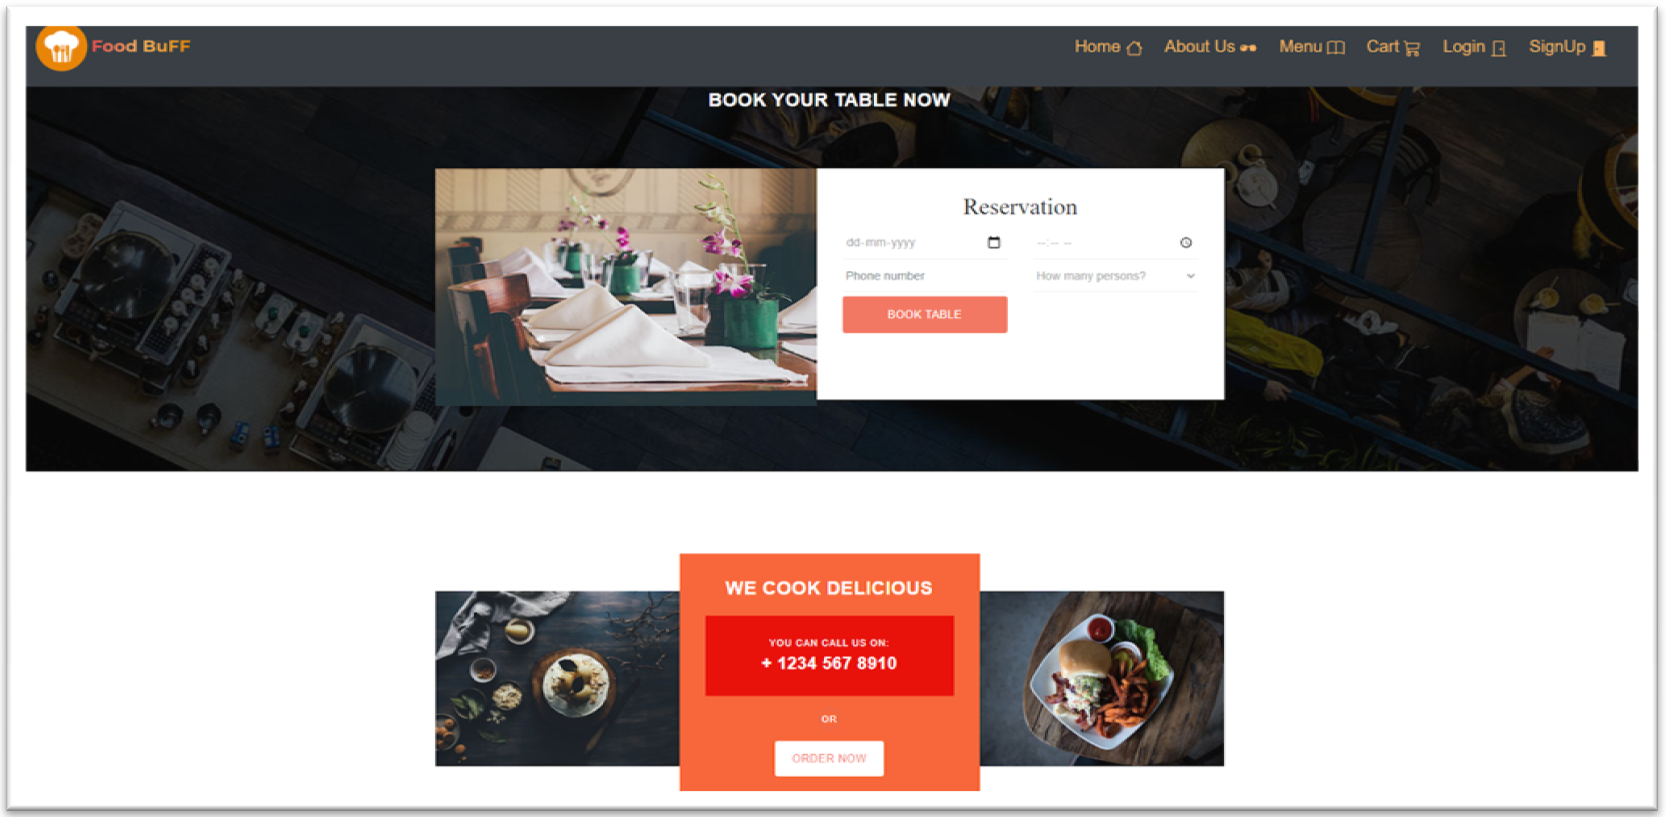 Food BuFF
Home About Us Menu Cart Login SignUp
BOOK YOUR TABLE NOW
Reservation
dd-mm-yyyy --:-- --
Phone number How many persons?
BOOK TABLE
WE COOK DELICIOUS
YOU CAN CALL US ON:
+ 1234 567 8910
OR
ORDER NOW